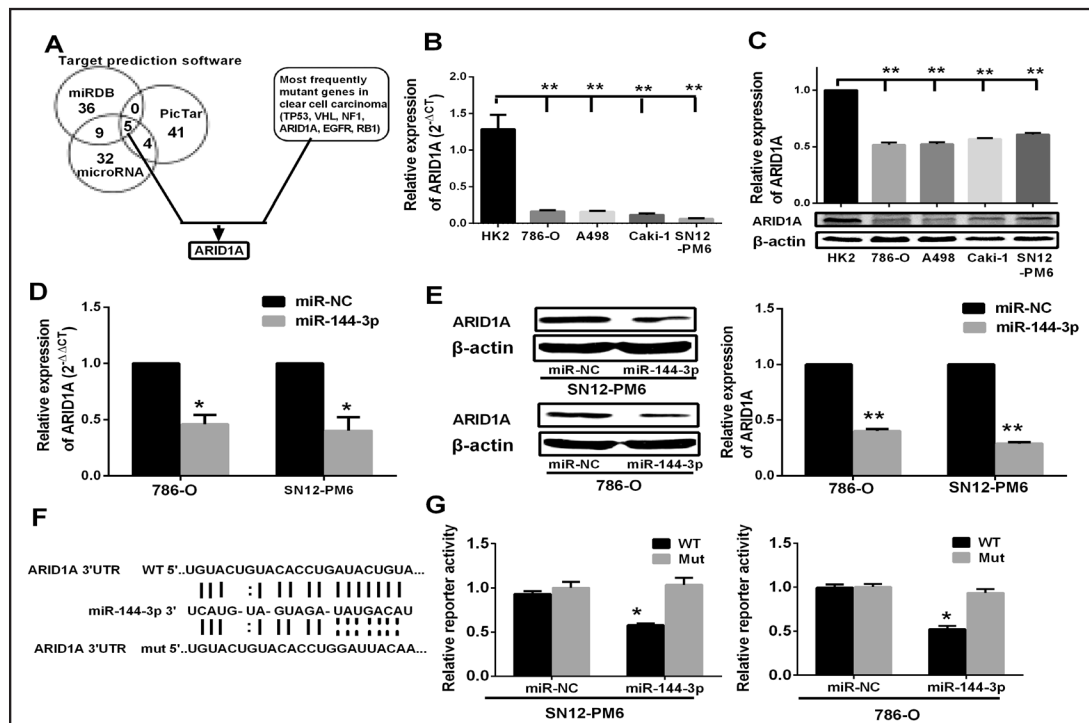 A
Target prediction software
miRDB
36
0
PicTar
41
9
5
4
32
microRNA
Most frequently
mutant genes in
clear cell carcinoma
(TP53, VHL, NF1,
ARID1A, EGFR, RB1)
ARID1A
B
Relative expression
of ARID1A (2-ΔCT)
2.0
1.5
1.0
0.5
0.0
** ** ** **
HK2 786-O A498 Caki-1 SN12
-PM6
C
Relative expression
of ARID1A
1.0
0.5
0.0
** ** ** **
ARID1A
β-actin
HK2 786-O A498 Caki-1 SN12
-PM6
D
Relative expression
of ARID1A (2-ΔΔCT)
1.5
1.0
0.5
0.0
miR-NC
miR-144-3p
* *
786-O SN12-PM6
E
ARID1A
β-actin
miR-NC miR-144-3p
SN12-PM6
ARID1A
β-actin
miR-NC miR-144-3p
786-O
Relative expression
of ARID1A
1.5
1.0
0.5
0.0
miR-NC
miR-144-3p
** **
786-O SN12-PM6
F
ARID1A 3'UTR WT 5'..UGUACUGUACACCUGAUACUGUA...
miR-144-3p 3' UCAUG- UA- GUAGA- UAUGACAU
ARID1A 3'UTR mut 5'..UGUACUGUACACCUGGAUUACAA...
G
Relative reporter activity
1.5
1.0
0.5
0.0
WT
Mut
*
miR-NC miR-144-3p
SN12-PM6
Relative reporter activity
1.5
1.0
0.5
0.0
WT
Mut
*
miR-NC miR-144-3p
786-O